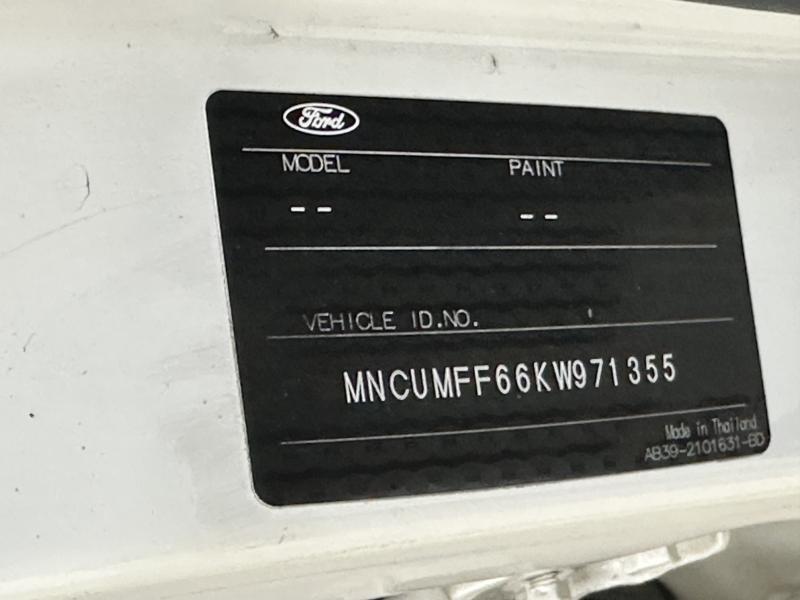 Ford
MODEL PAINT
-- --
VEHICLE ID.NO.
MNCUMFF66KW971355
Made in Thailand
AB39-2101631-BD